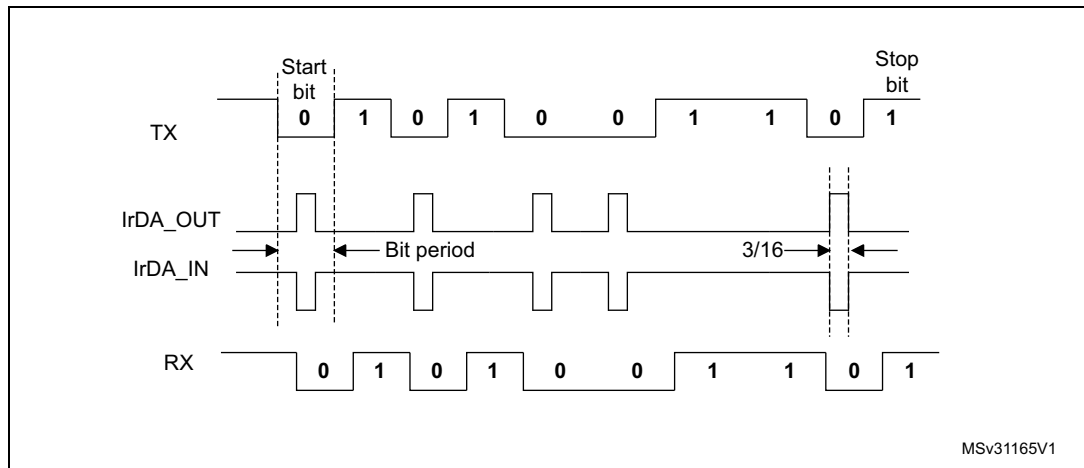 Start
bit
Stop
bit
TX
0 1 0 1 0 0 1 1 0 1
IrDA_OUT
Bit period
3/16
IrDA_IN
RX
0 1 0 1 0 0 1 1 0 1
MSv31165V1